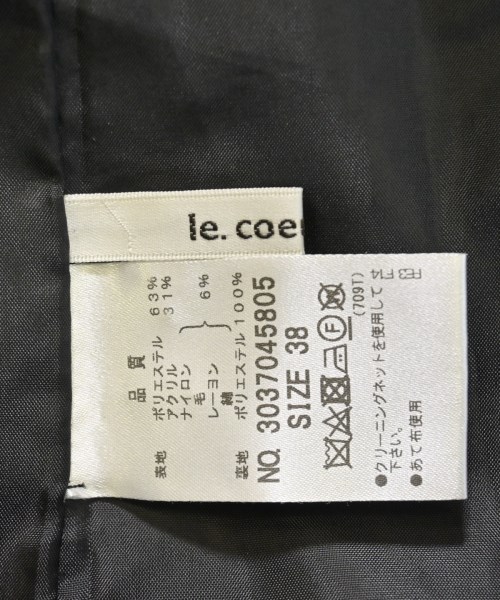 le. coe
品 質
表地 ポリエステル 63%
アクリル 31%
ナイロン
毛
レーヨン 6%
綿
裏地 ポリエステル 100%
NO. 3037045805
SIZE 38
(709T)
●クリーニングネットを使用して
下さい。
●あて布使用